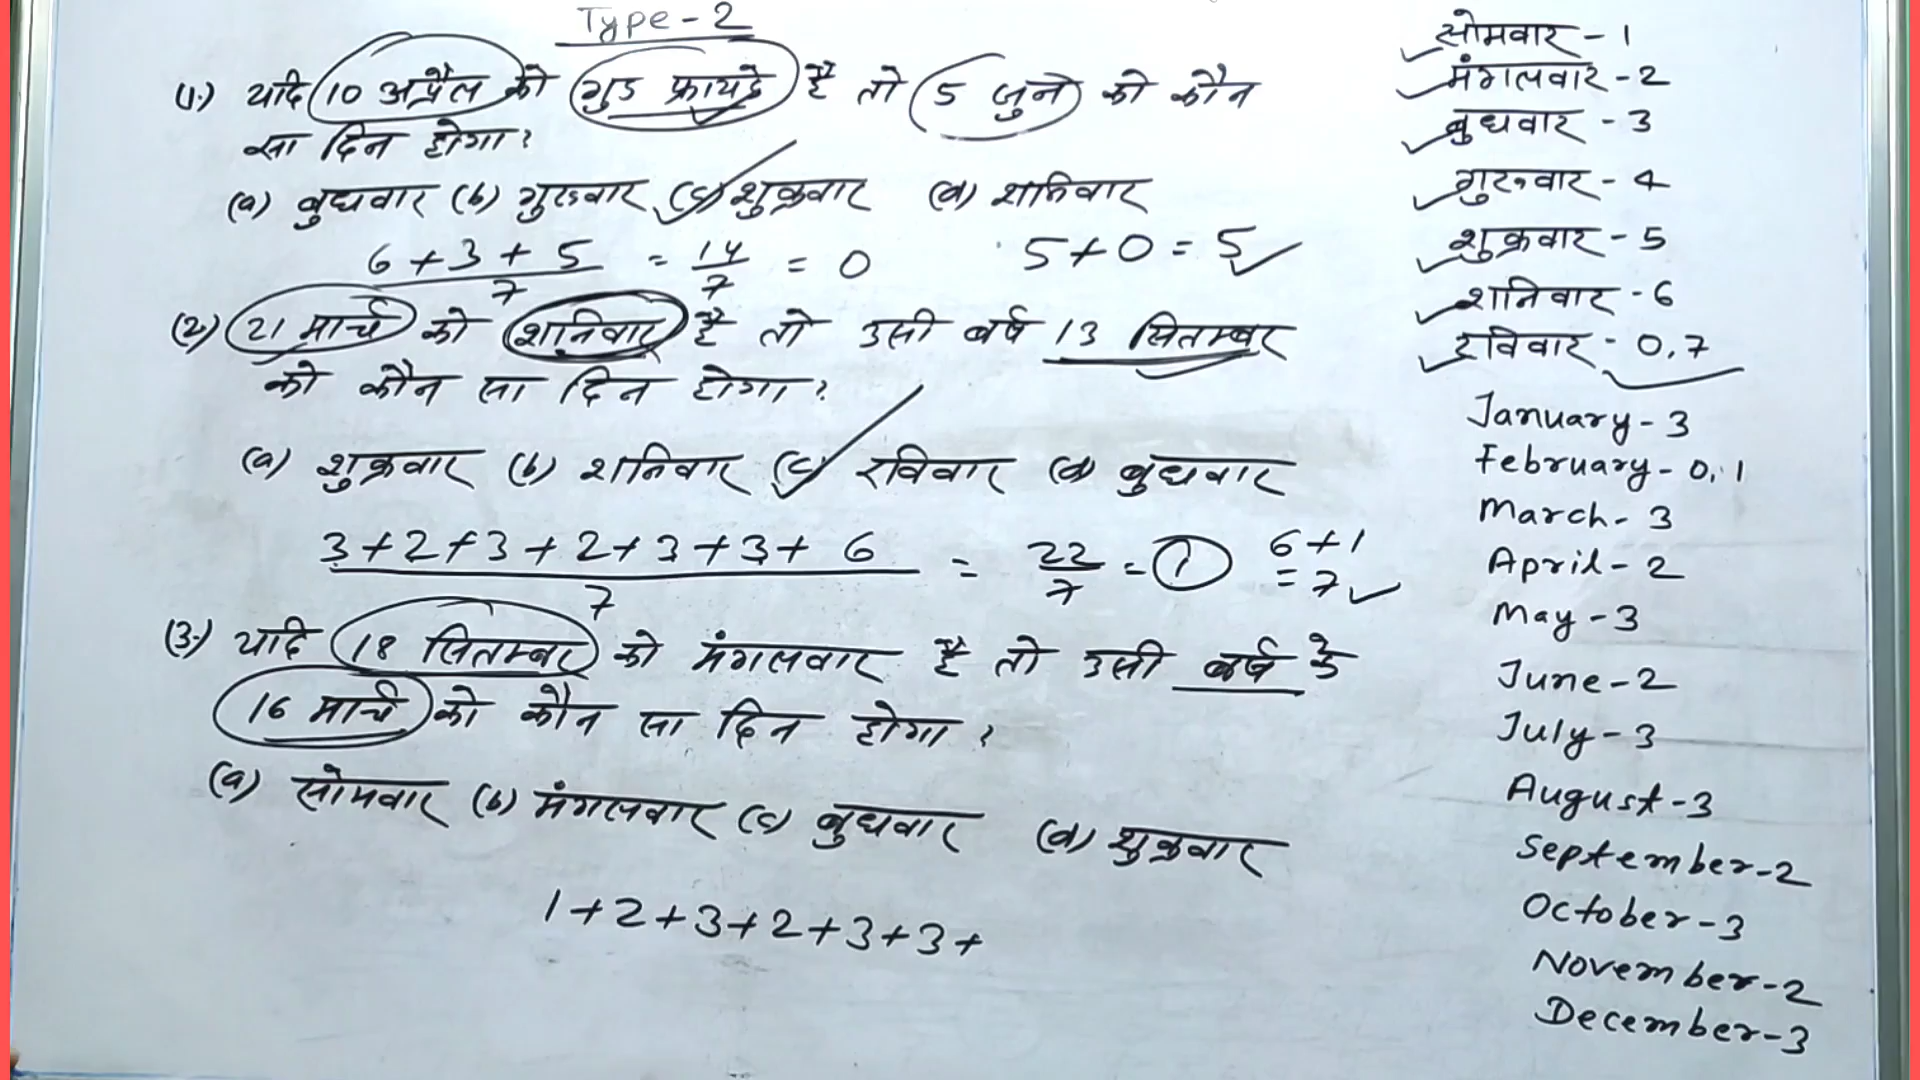 Type-2
(1.) यदि 10 अप्रैल को गुड फ्रायडे है तो 5 जुन को कौन
सा दिन होगा?
(a) बुधवार (b) गुरुवार (c) शुक्रवार (d) शनिवार
6+3+5/7 = 14/7 = 0 5+0=5
(2) 21 मार्च को शनिवार है तो उसी वर्ष 13 सितम्बर
को कौन सा दिन होगा?
(a) शुक्रवार (b) शनिवार (c) रविवार (d) बुधवार
3+2+3+2+3+3+6/7 = 22/7 = 1 6+1
=7
(3.) यदि 18 सितम्बर को मंगलवार है तो उसी वर्ष के
16 मार्च को कौन सा दिन होगा?
(a) सोमवार (b) मंगलवार (c) बुधवार (d) शुक्रवार
1+2+3+2+3+3+
सोमवार-1
मंगलवार-2
बुधवार-3
गुरुवार-4
शुक्रवार-5
शनिवार-6
रविवार-0,7
January-3
February-0,1
March-3
April-2
May-3
June-2
July-3
August-3
September-2
October-3
November-2
December-3